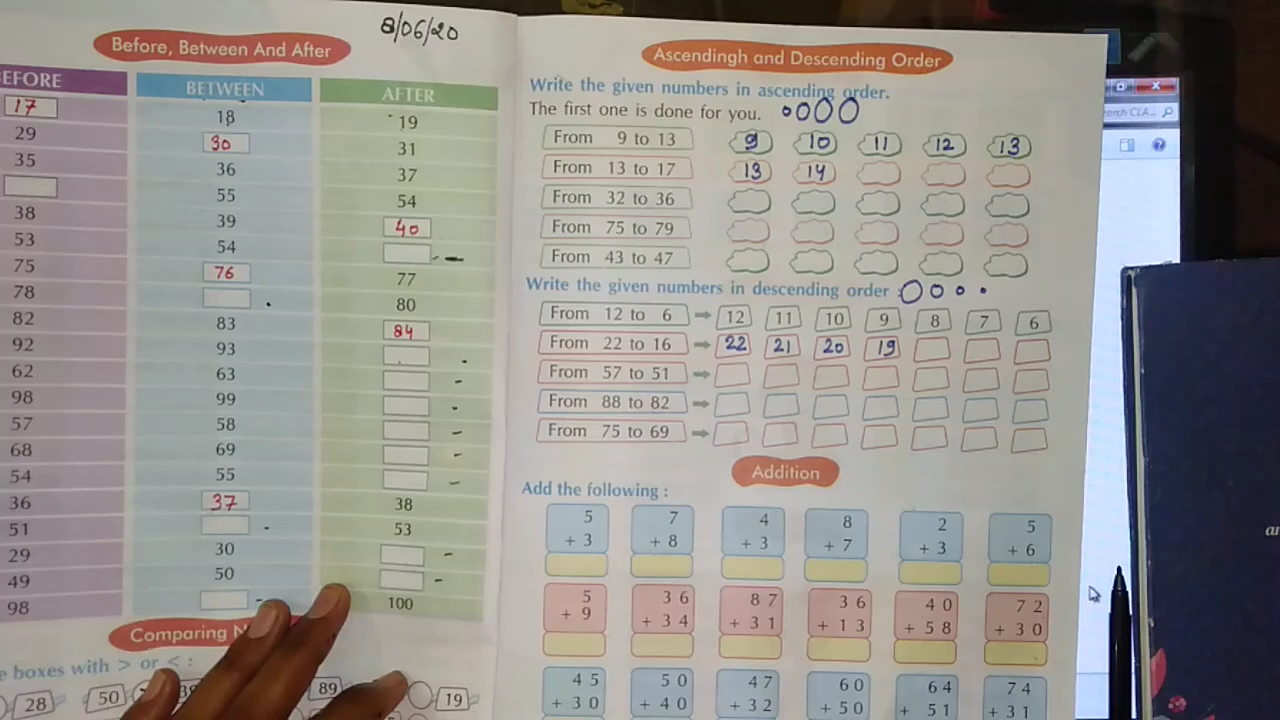 8/06/20
Before, Between And After
EFORE BETWEEN AFTER
17 18 19
29 30 31
35 36 37
55 54
38 39 40
53 54
75 76 77
78 80
82 83 84
92 93
62 63
98 99
57 58
68 69
54 55
36 37 38
51 53
29 30
49 50
98 100
Comparing N
e boxes with > or < :
28 50 89 19
Ascendingh and Descending Order
Write the given numbers in ascending order.
The first one is done for you.
From 9 to 13 9 10 11 12 13
From 13 to 17 13 14
From 32 to 36
From 75 to 79
From 43 to 47
Write the given numbers in descending order :
From 12 to 6 12 11 10 9 8 7 6
From 22 to 16 22 21 20 19
From 57 to 51
From 88 to 82
From 75 to 69
Addition
Add the following :
5 7 4 8 2 5
+ 3 + 8 + 3 + 7 + 3 + 6
5 36 87 36 40 72
+ 9 + 34 + 31 + 13 + 58 + 30
45 50 47 60 64 74
+ 30 + 40 + 32 + 50 + 51 + 31